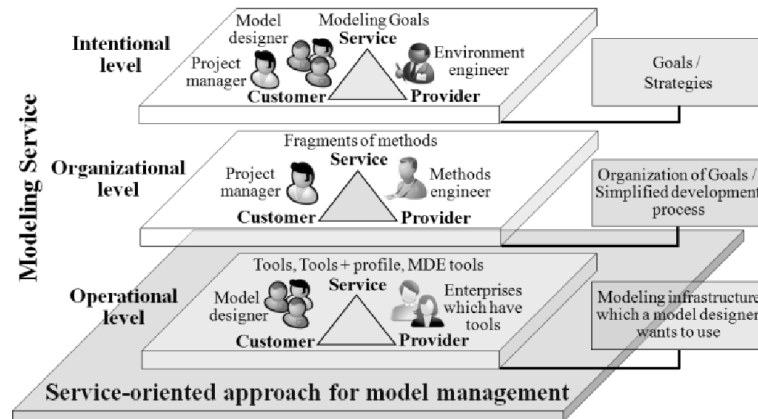 Modeling Service
Intentional
level
Model
designer
Modeling Goals
Service
Project
manager
Environment
engineer
Customer
Provider
Goals /
Strategies
Organizational
level
Fragments of methods
Service
Project
manager
Methods
engineer
Customer
Provider
Organization of Goals /
Simplified development
process
Operational
level
Tools, Tools + profile, MDE tools
Service
Model
designer
Enterprises
which have
tools
Customer
Provider
Modeling infrastructure
which a model designer
wants to use
Service-oriented approach for model management